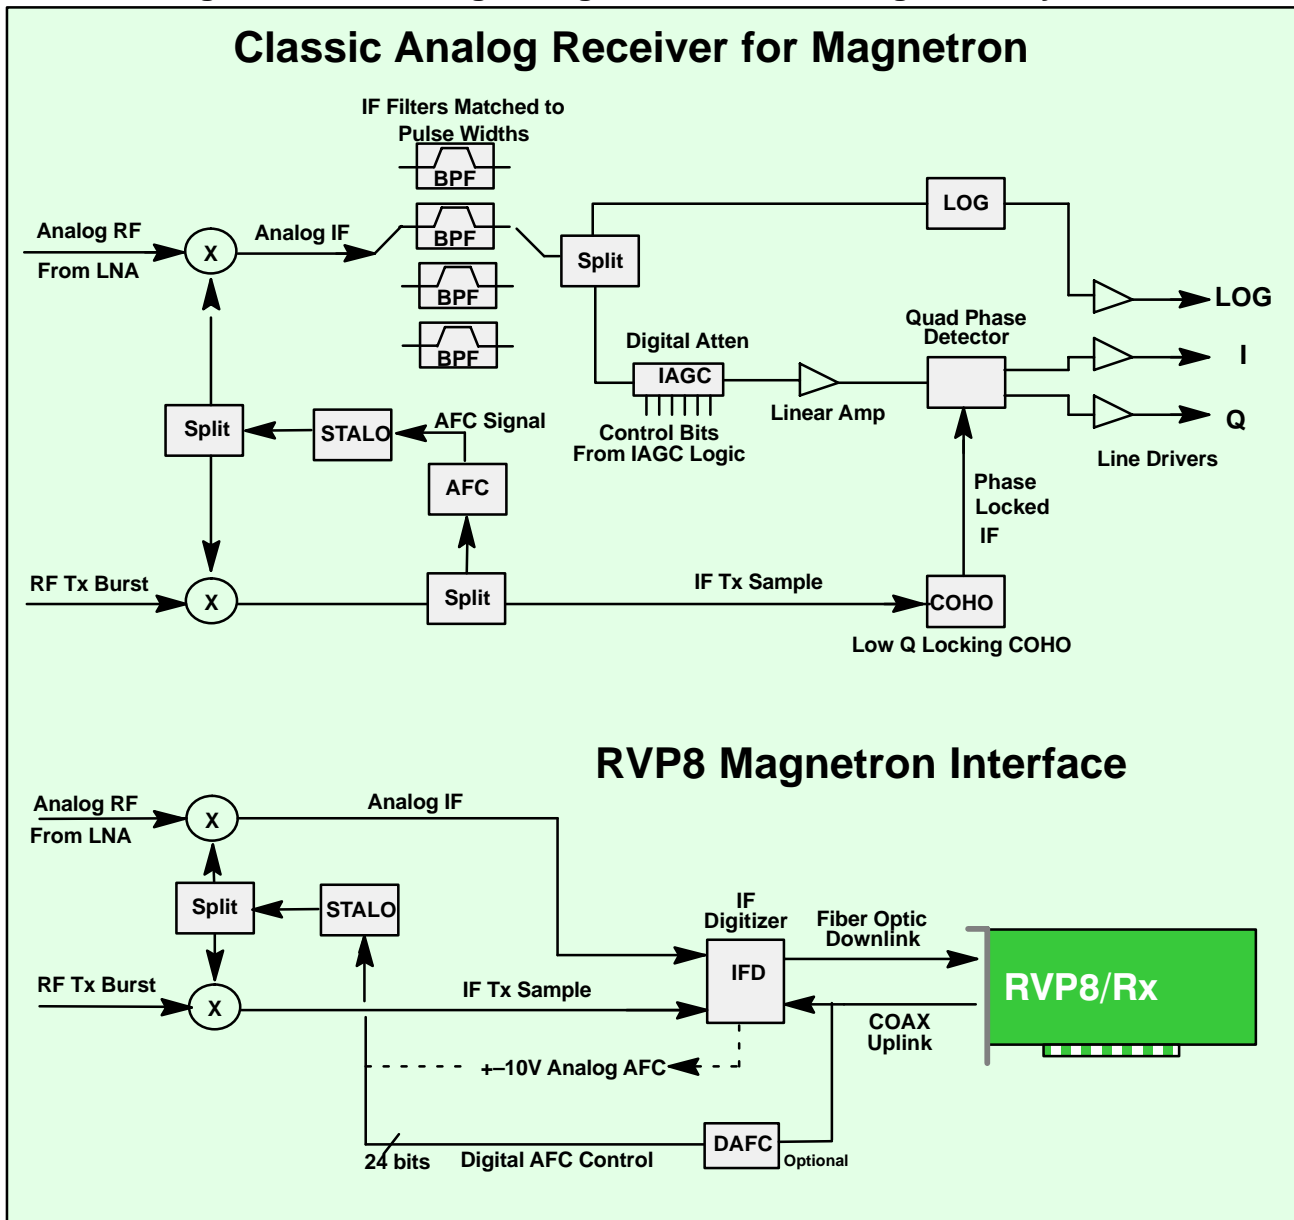 Classic Analog Receiver for Magnetron
IF Filters Matched to
Pulse Widths
BPF
BPF
BPF
BPF
Analog RF
From LNA
X
Analog IF
Split
LOG
LOG
Quad Phase
Detector
I
Q
Digital Atten
IAGC
Control Bits
From IAGC Logic
Linear Amp
Line Drivers
Split
STALO
AFC Signal
AFC
Phase
Locked
IF
RF Tx Burst
X
Split
IF Tx Sample
COHO
Low Q Locking COHO
RVP8 Magnetron Interface
Analog RF
From LNA
X
Analog IF
Split
STALO
IF
Digitizer
IFD
Fiber Optic
Downlink
RVP8/Rx
RF Tx Burst
X
IF Tx Sample
COAX
Uplink
+–10V Analog AFC
24 bits
Digital AFC Control
DAFC
Optional